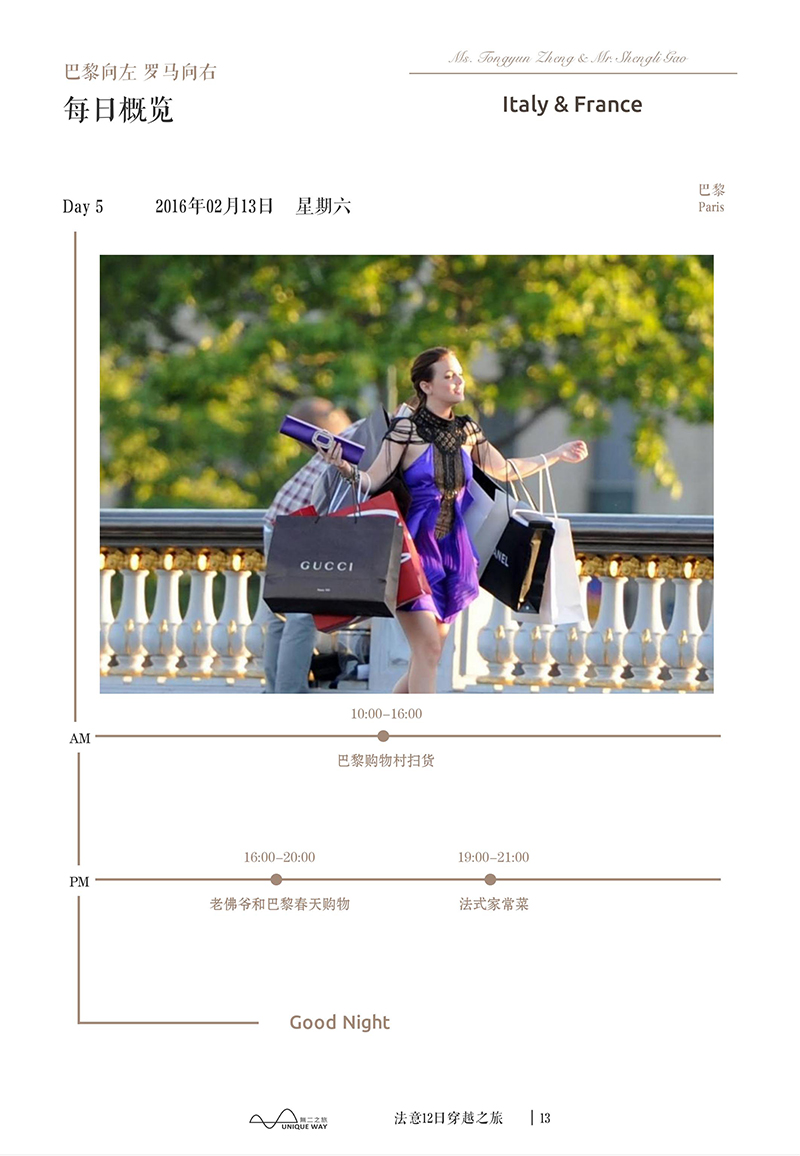 巴黎向左 罗马向右
每日概览
Ms. Tongyun Zheng & Mr. Shengli Gao
Italy & France
Day 5 2016年02月13日 星期六
巴黎
Paris
GUCCI
ANEL
10:00-16:00
AM
巴黎购物村扫货
16:00-20:00 19:00-21:00
PM
老佛爷和巴黎春天购物 法式家常菜
Good Night
無二之旅
UNIQUE WAY
法意12日穿越之旅 | 13